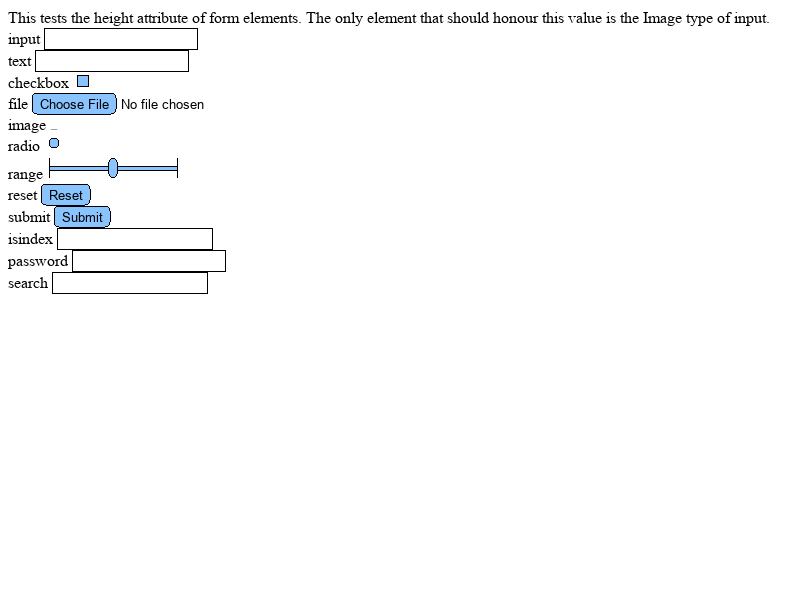 This tests the height attribute of form elements. The only element that should honour this value is the Image type of input.
input
text
checkbox
file Choose File No file chosen
image
radio
range
reset Reset
submit Submit
isindex
password
search